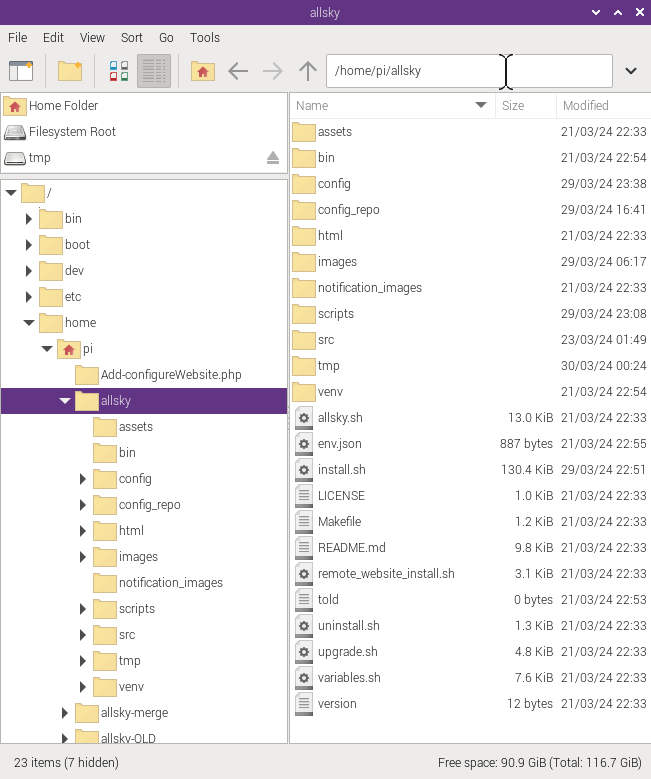 allsky
File Edit View Sort Go Tools
/home/pi/allsky
Home Folder
Filesystem Root
tmp
/
bin
boot
dev
etc
home
pi
Add-configureWebsite.php
allsky
assets
bin
config
config_repo
html
images
notification_images
scripts
src
tmp
venv
allsky-merge
allsky-OLD
Name Size Modified
assets 21/03/24 22:33
bin 21/03/24 22:54
config 29/03/24 23:38
config_repo 29/03/24 16:41
html 21/03/24 22:33
images 29/03/24 06:17
notification_images 21/03/24 22:33
scripts 29/03/24 23:08
src 23/03/24 01:49
tmp 30/03/24 00:24
venv 21/03/24 22:54
allsky.sh 13.0 KiB 21/03/24 22:33
env.json 887 bytes 21/03/24 22:55
install.sh 130.4 KiB 29/03/24 22:51
LICENSE 1.0 KiB 21/03/24 22:33
Makefile 1.2 KiB 21/03/24 22:33
README.md 9.8 KiB 21/03/24 22:33
remote_website_install.sh 3.1 KiB 21/03/24 22:33
told 0 bytes 21/03/24 22:53
uninstall.sh 1.3 KiB 21/03/24 22:33
upgrade.sh 4.8 KiB 21/03/24 22:33
variables.sh 7.6 KiB 21/03/24 22:33
version 12 bytes 21/03/24 22:33
23 items (7 hidden) Free space: 90.9 GiB (Total: 116.7 GiB)